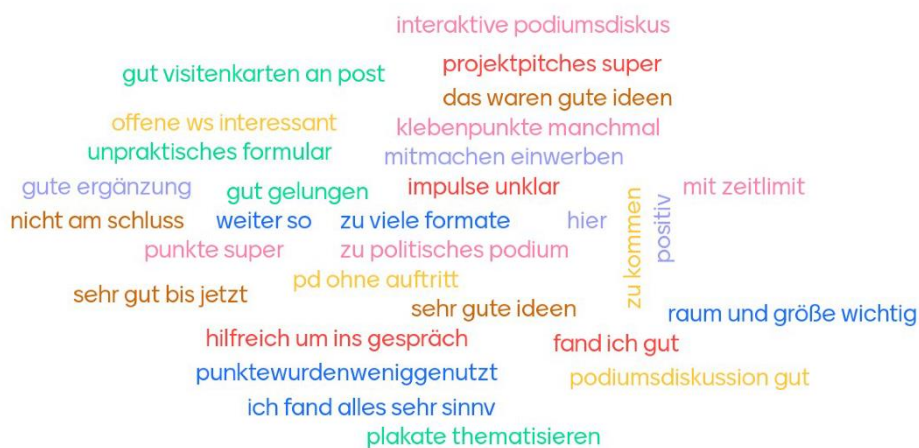 interaktive podiumsdiskus
projektpitches super
gut visitenkarten an post
das waren gute ideen
offene ws interessant
klebenpunkte manchmal
unpraktisches formular
mitmachen einwerben
gute ergänzung
gut gelungen
impulse unklar
mit zeitlimit
nicht am schluss
weiter so
zu viele formate
hier
zu kommen
positiv
punkte super
zu politisches podium
pd ohne auftritt
sehr gut bis jetzt
sehr gute ideen
raum und größe wichtig
hilfreich um ins gespräch
fand ich gut
punktewurdenweniggenutzt
podiumsdiskussion gut
ich fand alles sehr sinnv
plakate thematisieren